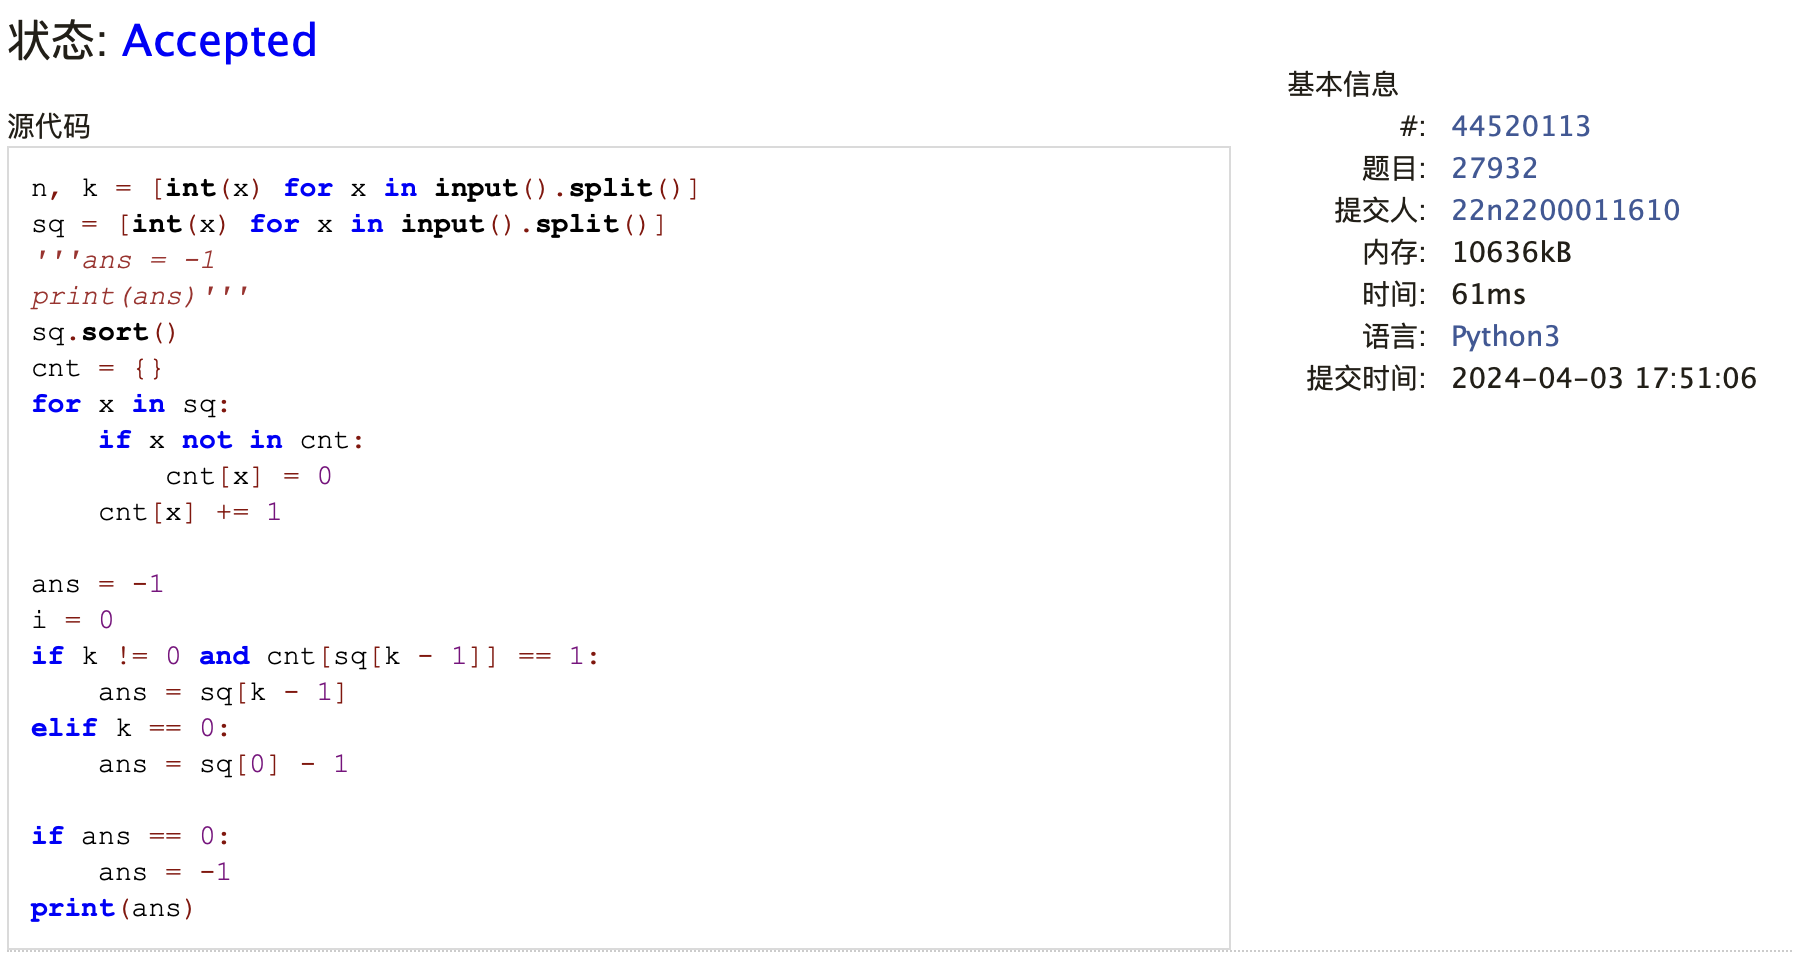 状态: Accepted
源代码
n, k = [int(x) for x in input().split()]
sq = [int(x) for x in input().split()]
'''ans = -1
print(ans)'''
sq.sort()
cnt = {}
for x in sq:
    if x not in cnt:
        cnt[x] = 0
    cnt[x] += 1

ans = -1
i = 0
if k != 0 and cnt[sq[k - 1]] == 1:
    ans = sq[k - 1]
elif k == 0:
    ans = sq[0] - 1

if ans == 0:
    ans = -1
print(ans)
基本信息
#: 44520113
题目: 27932
提交人: 22n2200011610
内存: 10636kB
时间: 61ms
语言: Python3
提交时间: 2024-04-03 17:51:06